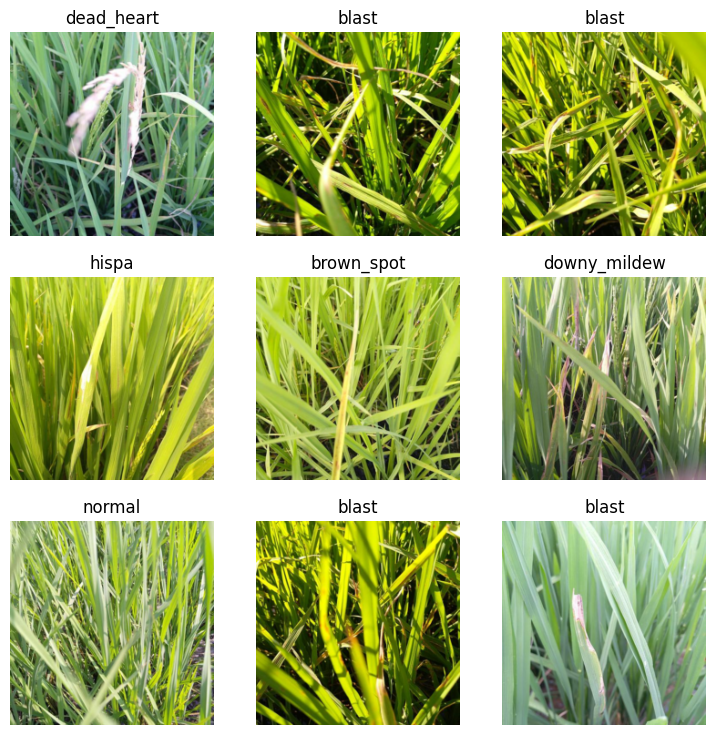 dead_heart
blast
blast
hispa
brown_spot
downy_mildew
normal
blast
blast